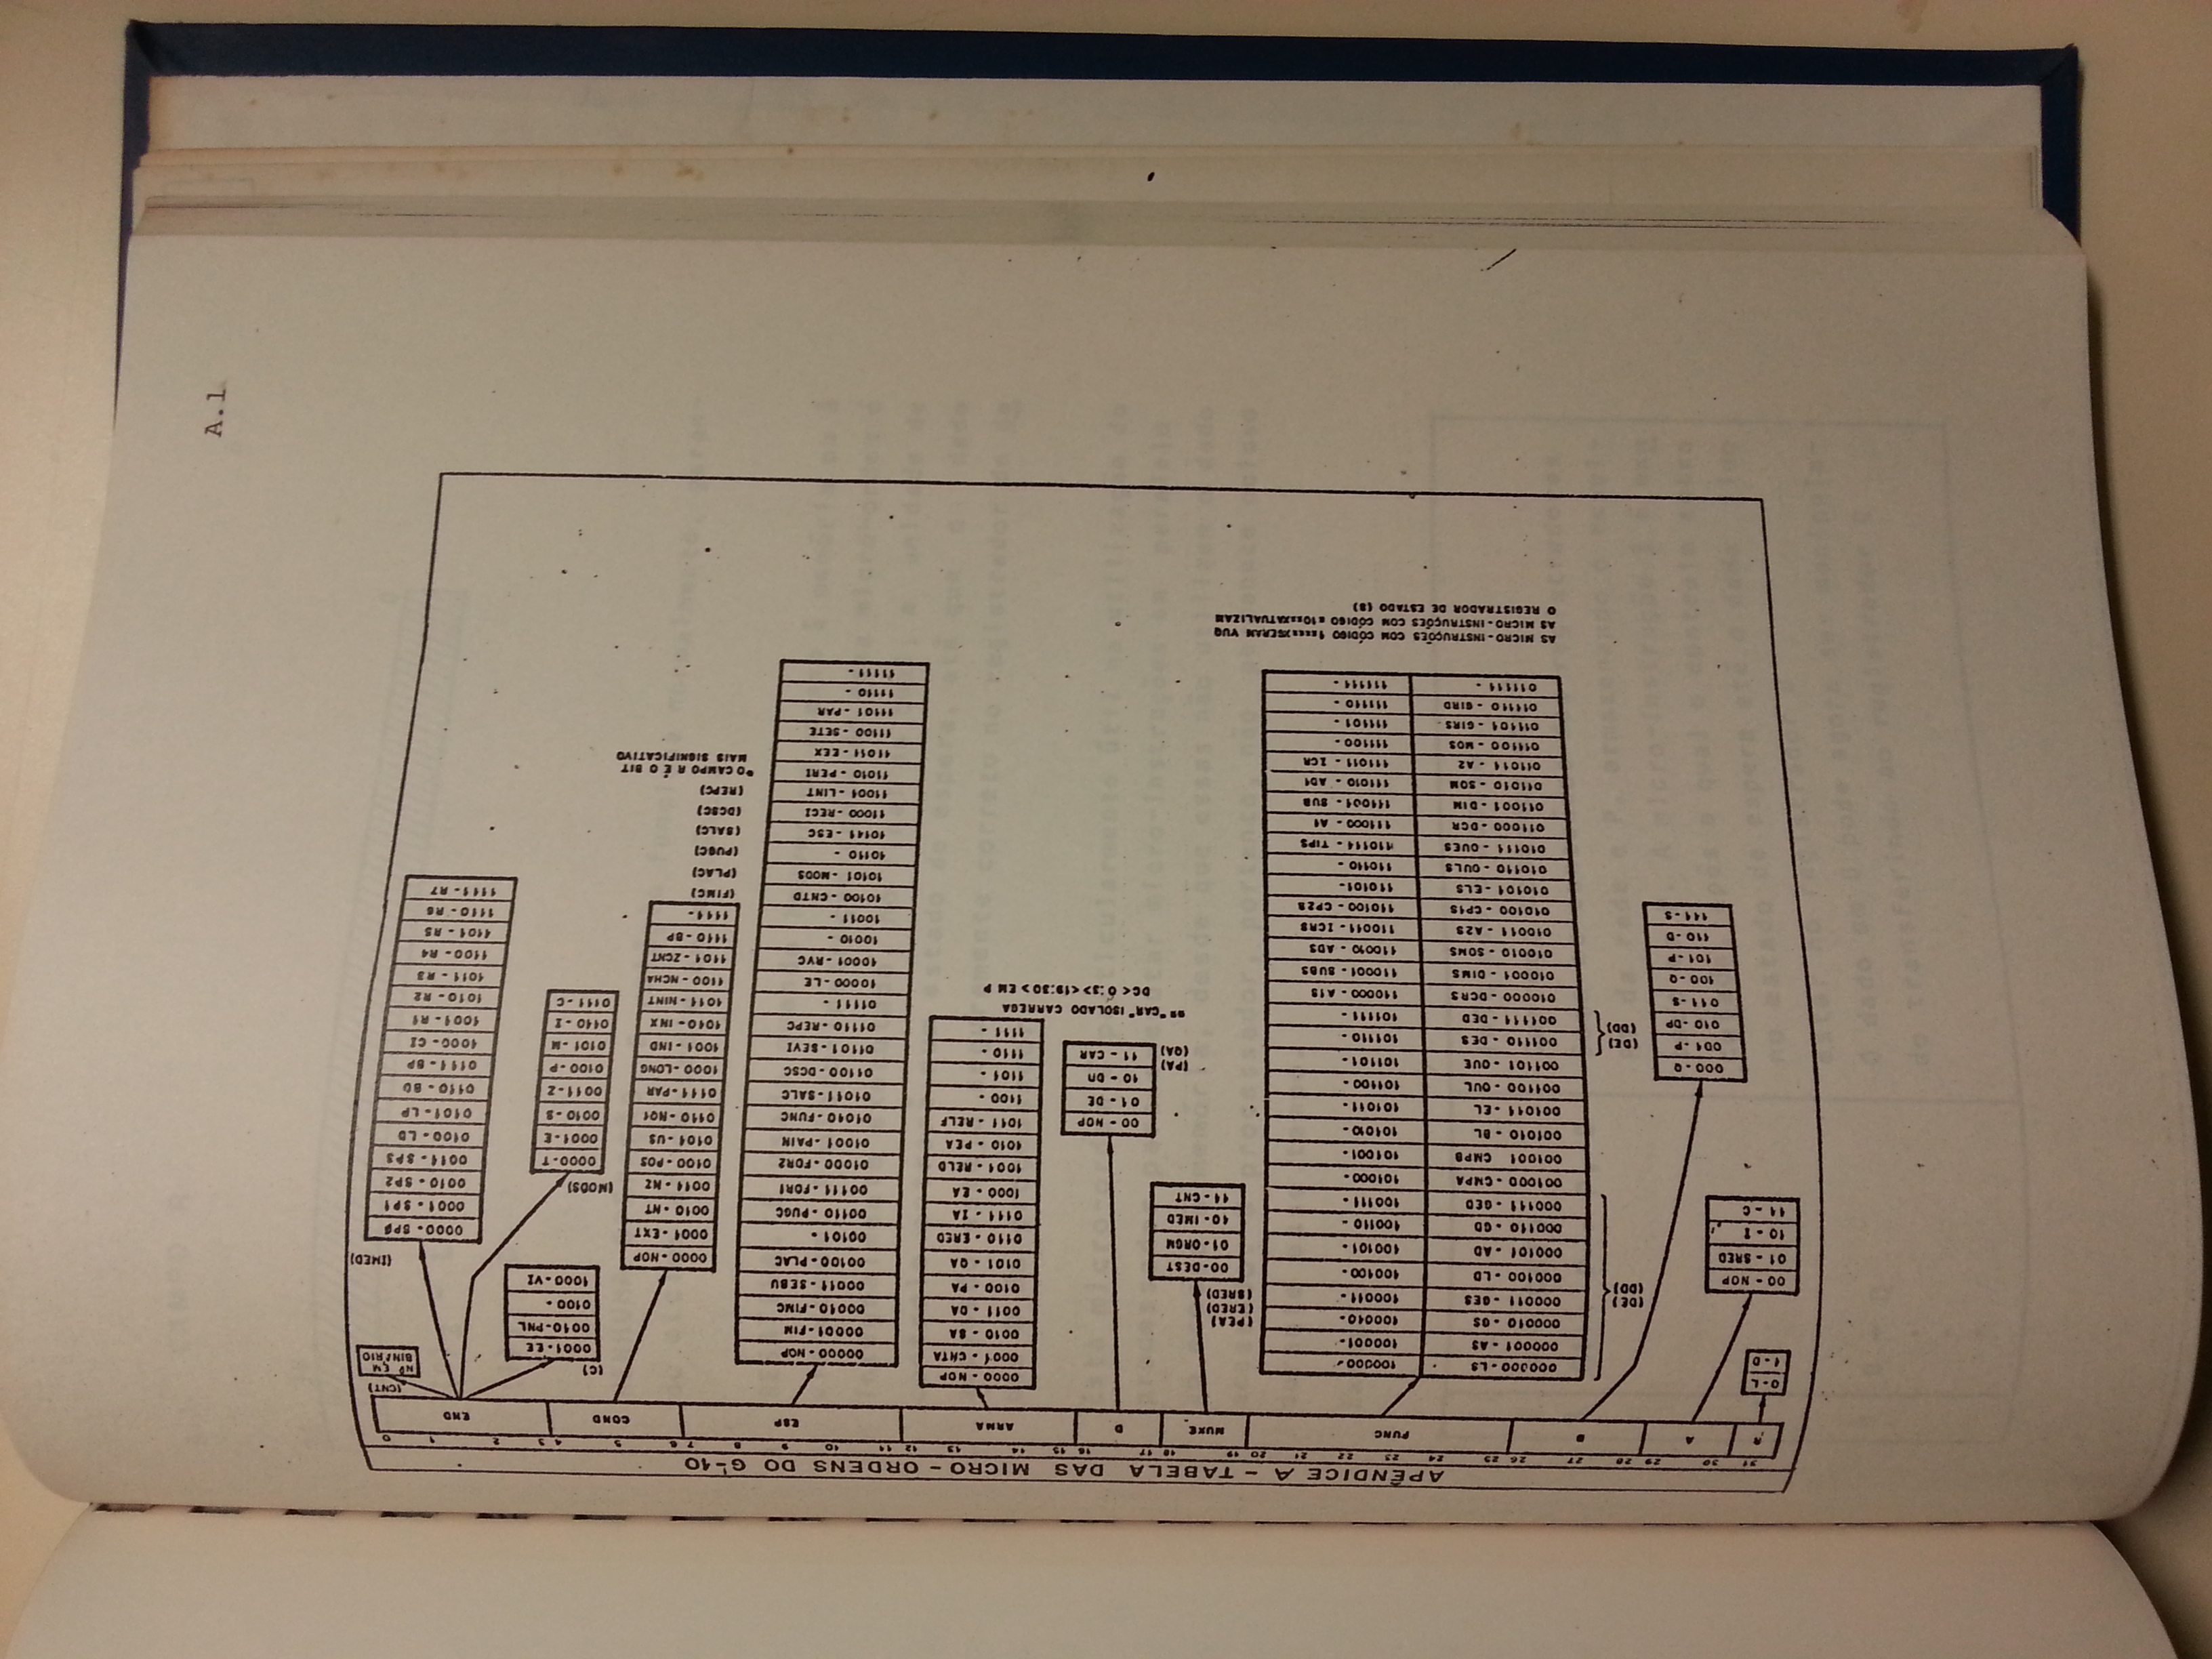 APÊNDICE A - TABELA DAS MICRO-ORDENS DO G-10
31 30 29 28 27 26 25 24 23 22 21 20 19 18 17 16 15 14 13 12 11 10 9 8 7 6 5 4 3 2 1 0
R A B FUNC MUXE D ARMA ESP COND END
0-L
1-D
00 - NOP
01 - SRED
10 - I
11 - C
000-Q
001-P
010-DP
011-S
100-Q
101-P
110-D
111-S
(DE)
(DD)
(DE)
(DD)
000000-LS
000001-AS
000010-GS
000011-GES
000100-LD
000101-AD
000110-GD
000111-GED
001000-CMPA
001001 CMPB
001010-BL
001011-EL
001100-OUL
001101-OUE
001110-DES
001111-DED
010000-DCRS
010001-DIMS
010010-SOMS
010011-A2S
010100-CP1S
010101-ELS
010110-OULS
010111-OUES
011000-DCR
011001-DIM
011010-SOM
011011-A2
011100-MOS
011101-GIRS
011110-GIRD
011111-
100000-
100001-
100010-
100011-
100100-
100101-
100110-
100111-
101000-
101001-
101010-
101011-
101100-
101101-
101110-
101111-
110000-A1S
110001-SUBS
110010-ADS
110011-ICRS
110100-CP2S
110101-
110110-
110111-TIPS
111000-A1
111001-SUB
111010-AD1
111011-ICR
111100-
111101-
111110-
111111-
AS MICRO-INSTRUÇÕES COM CÓDIGO 1xxxxxGERAM VUQ
AS MICRO-INSTRUÇÕES COM CÓDIGO x10xxxATUALIZAM
O REGISTRADOR DE ESTADO (S)
(PEA)
(ERED)
(SRED)
00-DEST
01-ORGM
10-IMED
11-CNT
00-NOP
01-DE
10-DD
11-CAR
(PA)
(QA)
"CAR" ISOLADO CARREGA
DC<0:3><19:30> EM P
0000-NOP
0001-CNTA
0010-SA
0011-DA
0100-PA
0101-QA
0110-ERED
0111-IA
1000-EA
1001-RELD
1010-PEA
1011-RELF
1100-
1101-
1110-
1111-
00000-NOP
00001-FIM
00010-FIMC
00011-SEBU
00100-PLAC
00101-
00110-PUGC
00111-FOR1
01000-FOR2
01001-PAIN
01010-FUNC
01011-SALC
01100-DCSC
01101-SEVI
01110-REPC
01111-
10000-LE
10001-RVC
10010-
10011-
10100-CNTD
10101-MODS
10110-
10111-ESC
11000-RECI
11001-LINT
11010-PERI
11011-EEX
11100-SETE
11101-PAR
11110-
11111-
0000-NOP
0001-EXT
0010-NT
0011-NZ
0100-POS
0101-US
0110-NO1
0111-PAR
1000-LONG
1001-IND
1010-INX
1011-NINT
1100-NCHA
1101-ZCNT
1110-BP
1111-
(FIMC)
(PLAC)
(PUGC)
(SALC)
(DCSC)
(REPC)
*O CAMPO R É O BIT
MAIS SIGNIFICATIVO
(C)
0001-EE
0010-PNL
0100-
1000-VI
(MODS)
0000-T
0001-E
0010-S
0011-Z
0100-P
0101-M
0110-I
0111-C
(CNT)
Nº EM
BINÁRIO
(IMED)
0000-SPØ
0001-SP1
0010-SP2
0011-SP3
0100-LD
0101-LP
0110-BD
0111-BP
1000-CI
1001-R1
1010-R2
1011-R3
1100-R4
1101-R5
1110-R6
1111-R7
A.1